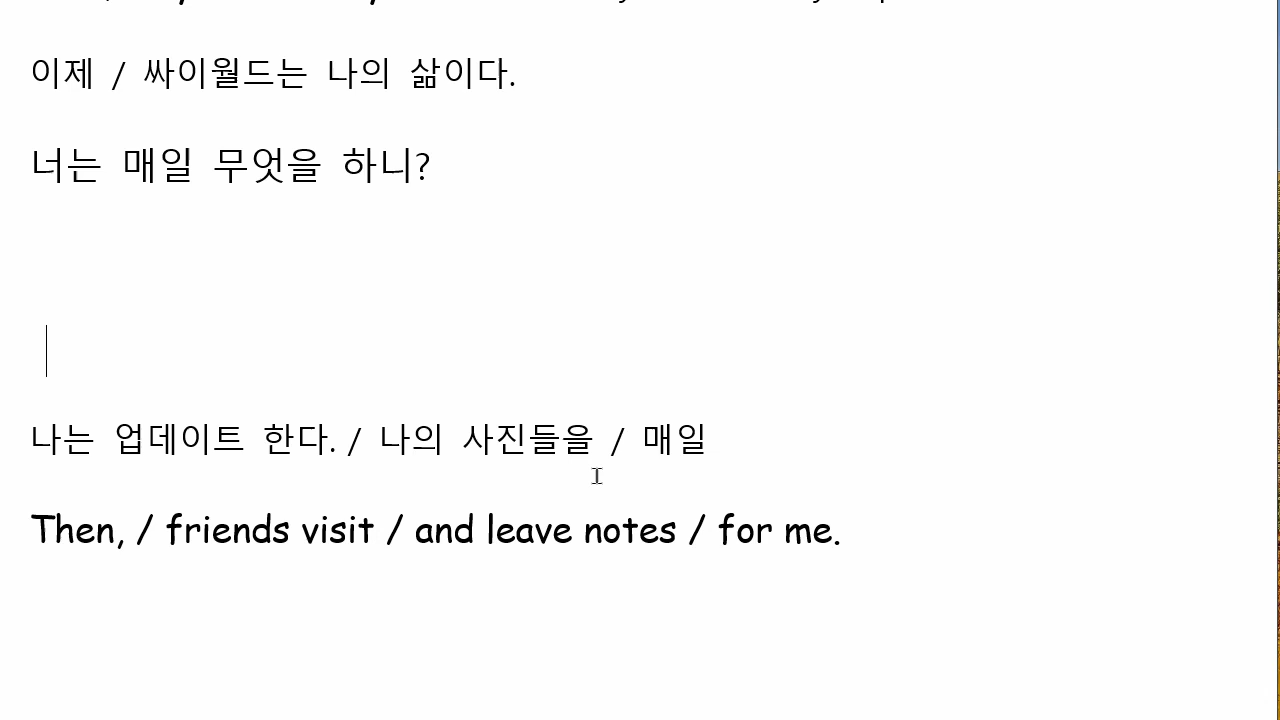 이제 / 싸이월드는 나의 삶이다.
너는 매일 무엇을 하니?
나는 업데이트 한다. / 나의 사진들을 / 매일
Then, / friends visit / and leave notes / for me.